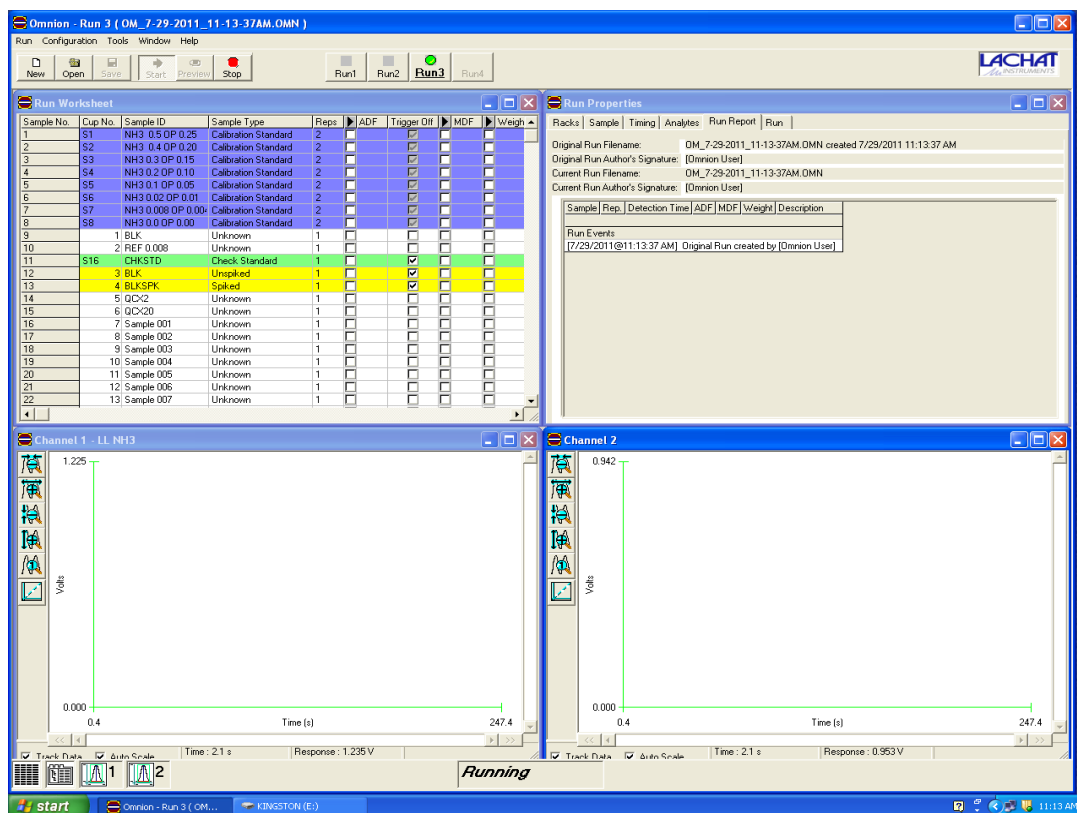 Omnion - Run 3 ( OM_7-29-2011_11-13-37AM.OMN )
Run Configuration Tools Window Help
New Open Save Start Preview Stop Run1 Run2 Run3 Run4
LACHAT
INSTRUMENTS
Run Worksheet
Sample No. Cup No. Sample ID Sample Type Reps ADF Trigger Off MDF Weigh
1 S1 NH3 0.5 OP 0.25 Calibration Standard 2
2 S2 NH3 0.4 OP 0.20 Calibration Standard 2
3 S3 NH3 0.3 OP 0.15 Calibration Standard 2
4 S4 NH3 0.2 OP 0.10 Calibration Standard 2
5 S5 NH3 0.1 OP 0.05 Calibration Standard 2
6 S6 NH3 0.02 OP 0.01 Calibration Standard 2
7 S7 NH3 0.008 OP 0.004 Calibration Standard 2
8 S8 NH3 0.0 OP 0.00 Calibration Standard 2
9 1 BLK Unknown 1
10 2 REF 0.008 Unknown 1
11 S16 CHKSTD Check Standard 1
12 3 BLK Unspiked 1
13 4 BLKSPK Spiked 1
14 5 QCX2 Unknown 1
15 6 QCX20 Unknown 1
16 7 Sample 001 Unknown 1
17 8 Sample 002 Unknown 1
18 9 Sample 003 Unknown 1
19 10 Sample 004 Unknown 1
20 11 Sample 005 Unknown 1
21 12 Sample 006 Unknown 1
22 13 Sample 007 Unknown 1
Run Properties
Racks Sample Timing Analytes Run Report Run
Original Run Filename: OM_7-29-2011_11-13-37AM.OMN created 7/29/2011 11:13:37 AM
Original Run Author's Signature: [Omnion User]
Current Run Filename: OM_7-29-2011_11-13-37AM.OMN
Current Run Author's Signature: [Omnion User]
Sample Rep. Detection Time ADF MDF Weight Description
Run Events
[7/29/2011@11:13:37 AM] Original Run created by [Omnion User]
Channel 1 - LL NH3
1.225
Volts
0.000
0.4 Time (s) 247.4
<< >>
Track Data Auto Scale Time : 2.1 s Response : 1.235 V
Channel 2
0.942
Volts
0.000
0.4 Time (s) 247.4
<< >>
Track Data Auto Scale Time : 2.1 s Response : 0.953 V
1 2 Running
start Omnion - Run 3 ( OM... KINGSTON (E:) 11:13 AM